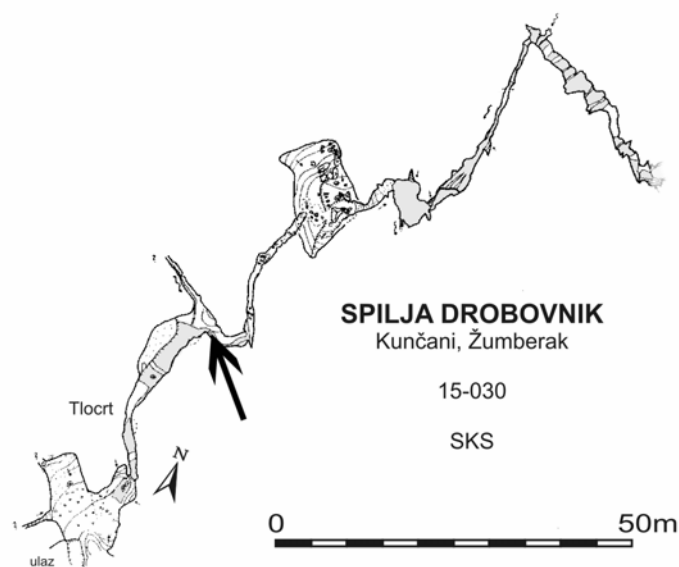 SPILJA DROBOVNIK
Kunčani, Žumberak
15-030
SKS
Tlocrt
N
0 50m
ulaz